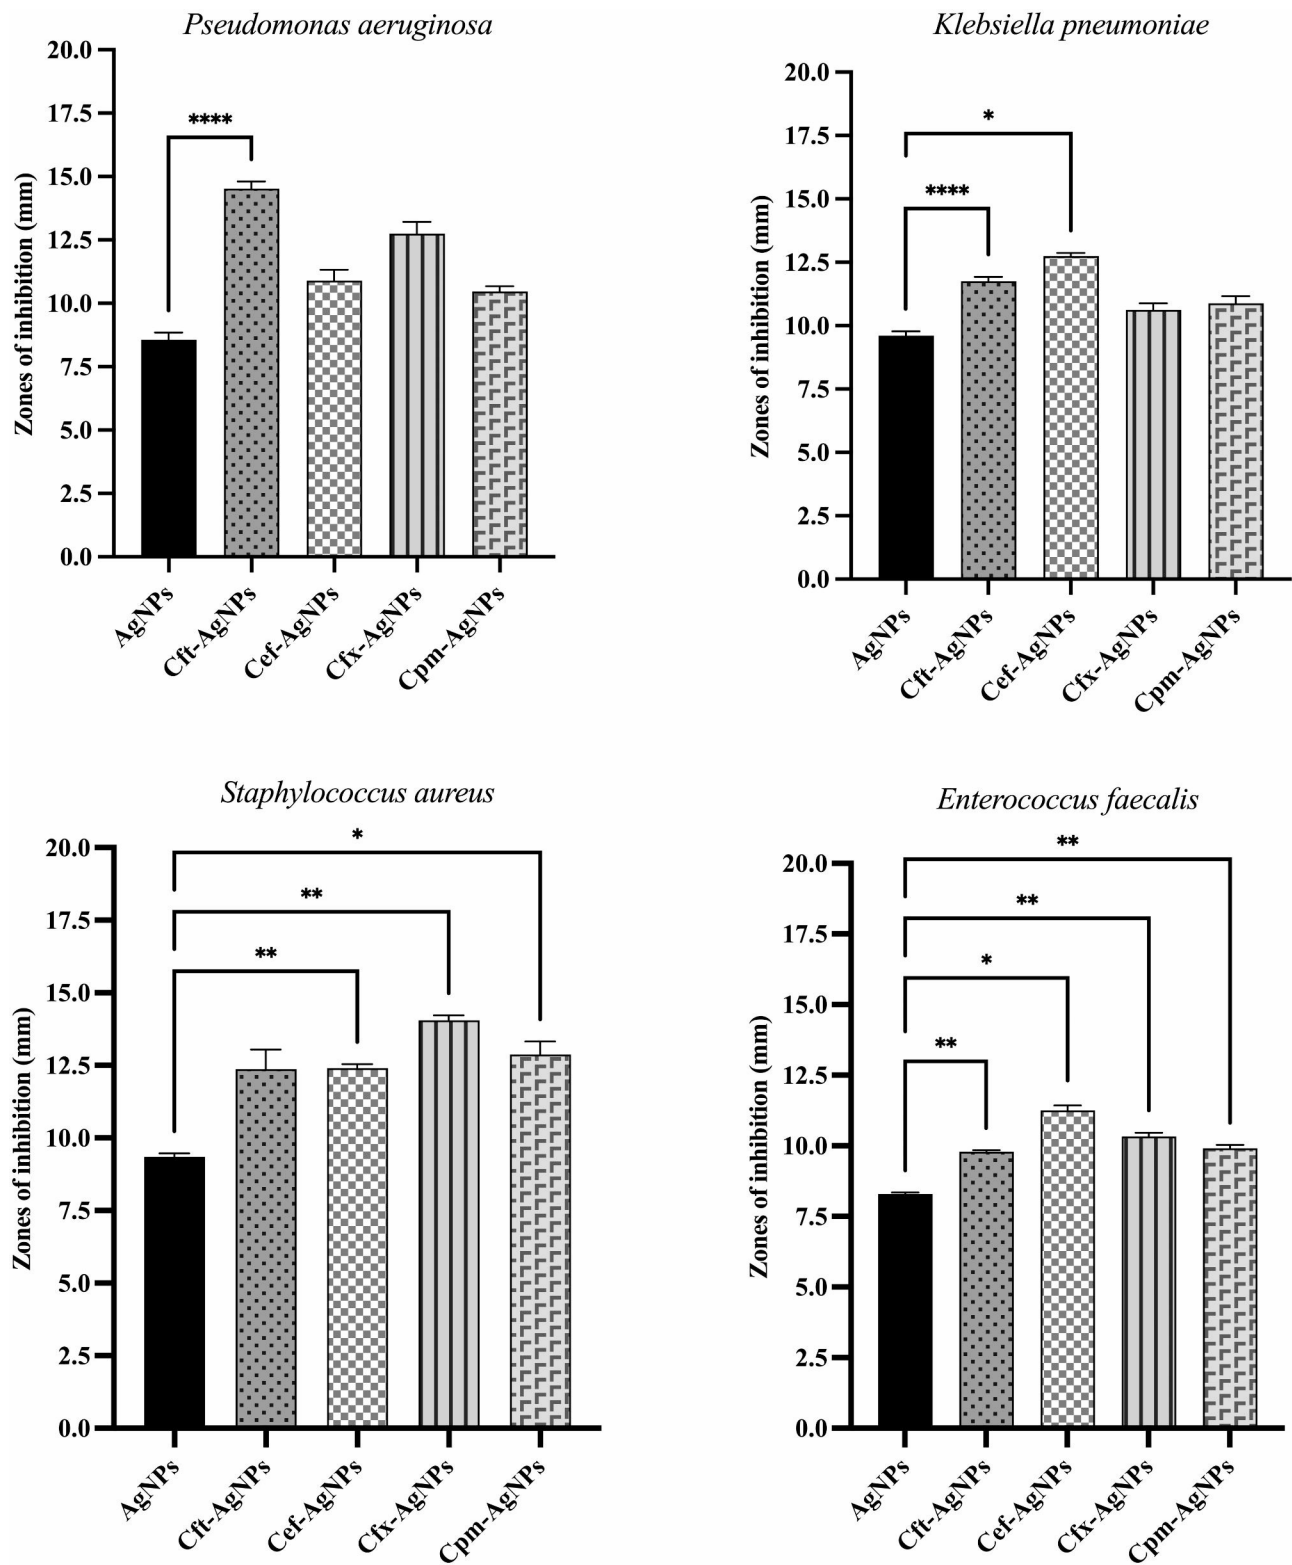 Pseudomonas aeruginosa
****
20.0
17.5
15.0
12.5
10.0
7.5
5.0
2.5
0.0
Zones of inhibition (mm)
AgNPs
Cft-AgNPs
Cef-AgNPs
Cfx-AgNPs
Cpm-AgNPs
Klebsiella pneumoniae
*
****
20.0
17.5
15.0
12.5
10.0
7.5
5.0
2.5
0.0
Zones of inhibition (mm)
AgNPs
Cft-AgNPs
Cef-AgNPs
Cfx-AgNPs
Cpm-AgNPs
Staphylococcus aureus
*
**
**
20.0
17.5
15.0
12.5
10.0
7.5
5.0
2.5
0.0
Zones of inhibition (mm)
AgNPs
Cft-AgNPs
Cef-AgNPs
Cfx-AgNPs
Cpm-AgNPs
Enterococcus faecalis
**
**
*
**
20.0
17.5
15.0
12.5
10.0
7.5
5.0
2.5
0.0
Zones of inhibition (mm)
AgNPs
Cft-AgNPs
Cef-AgNPs
Cfx-AgNPs
Cpm-AgNPs